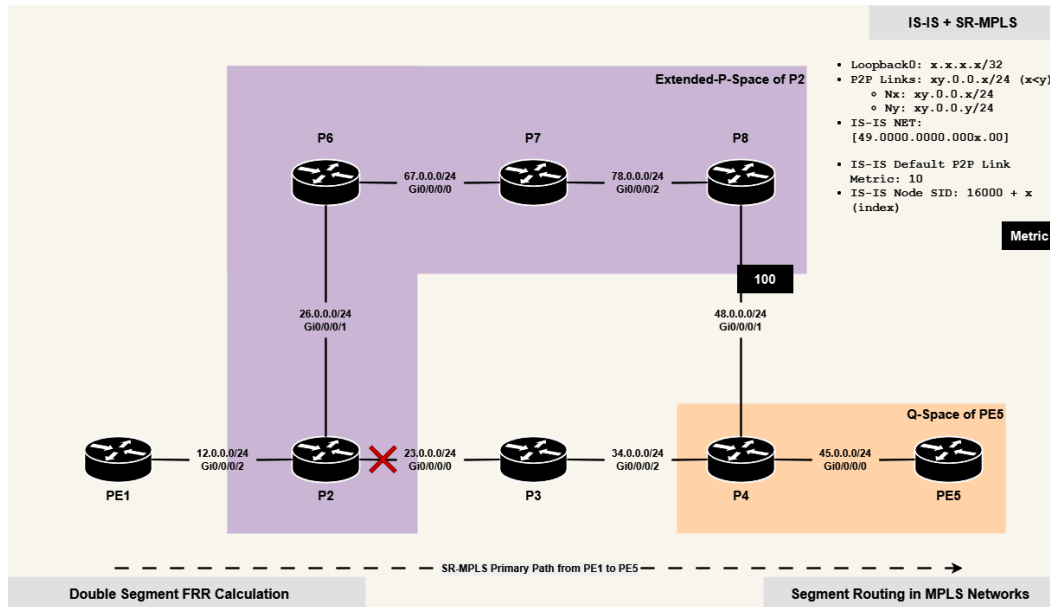 IS-IS + SR-MPLS
Extended-P-Space of P2
• Loopback0: x.x.x.x/32
• P2P Links: xy.0.0.x/24 (x<y)
o Nx: xy.0.0.x/24
o Ny: xy.0.0.y/24
• IS-IS NET:
[49.0000.0000.000x.00]
• IS-IS Default P2P Link
Metric: 10
• IS-IS Node SID: 16000 + x
(index)
Metric
P6
P7
P8
67.0.0.0/24
Gi0/0/0/0
78.0.0.0/24
Gi0/0/0/2
100
26.0.0.0/24
Gi0/0/0/1
48.0.0.0/24
Gi0/0/0/1
Q-Space of PE5
12.0.0.0/24
Gi0/0/0/2
23.0.0.0/24
Gi0/0/0/0
34.0.0.0/24
Gi0/0/0/2
45.0.0.0/24
Gi0/0/0/0
PE1
P2
P3
P4
PE5
SR-MPLS Primary Path from PE1 to PE5
Double Segment FRR Calculation
Segment Routing in MPLS Networks